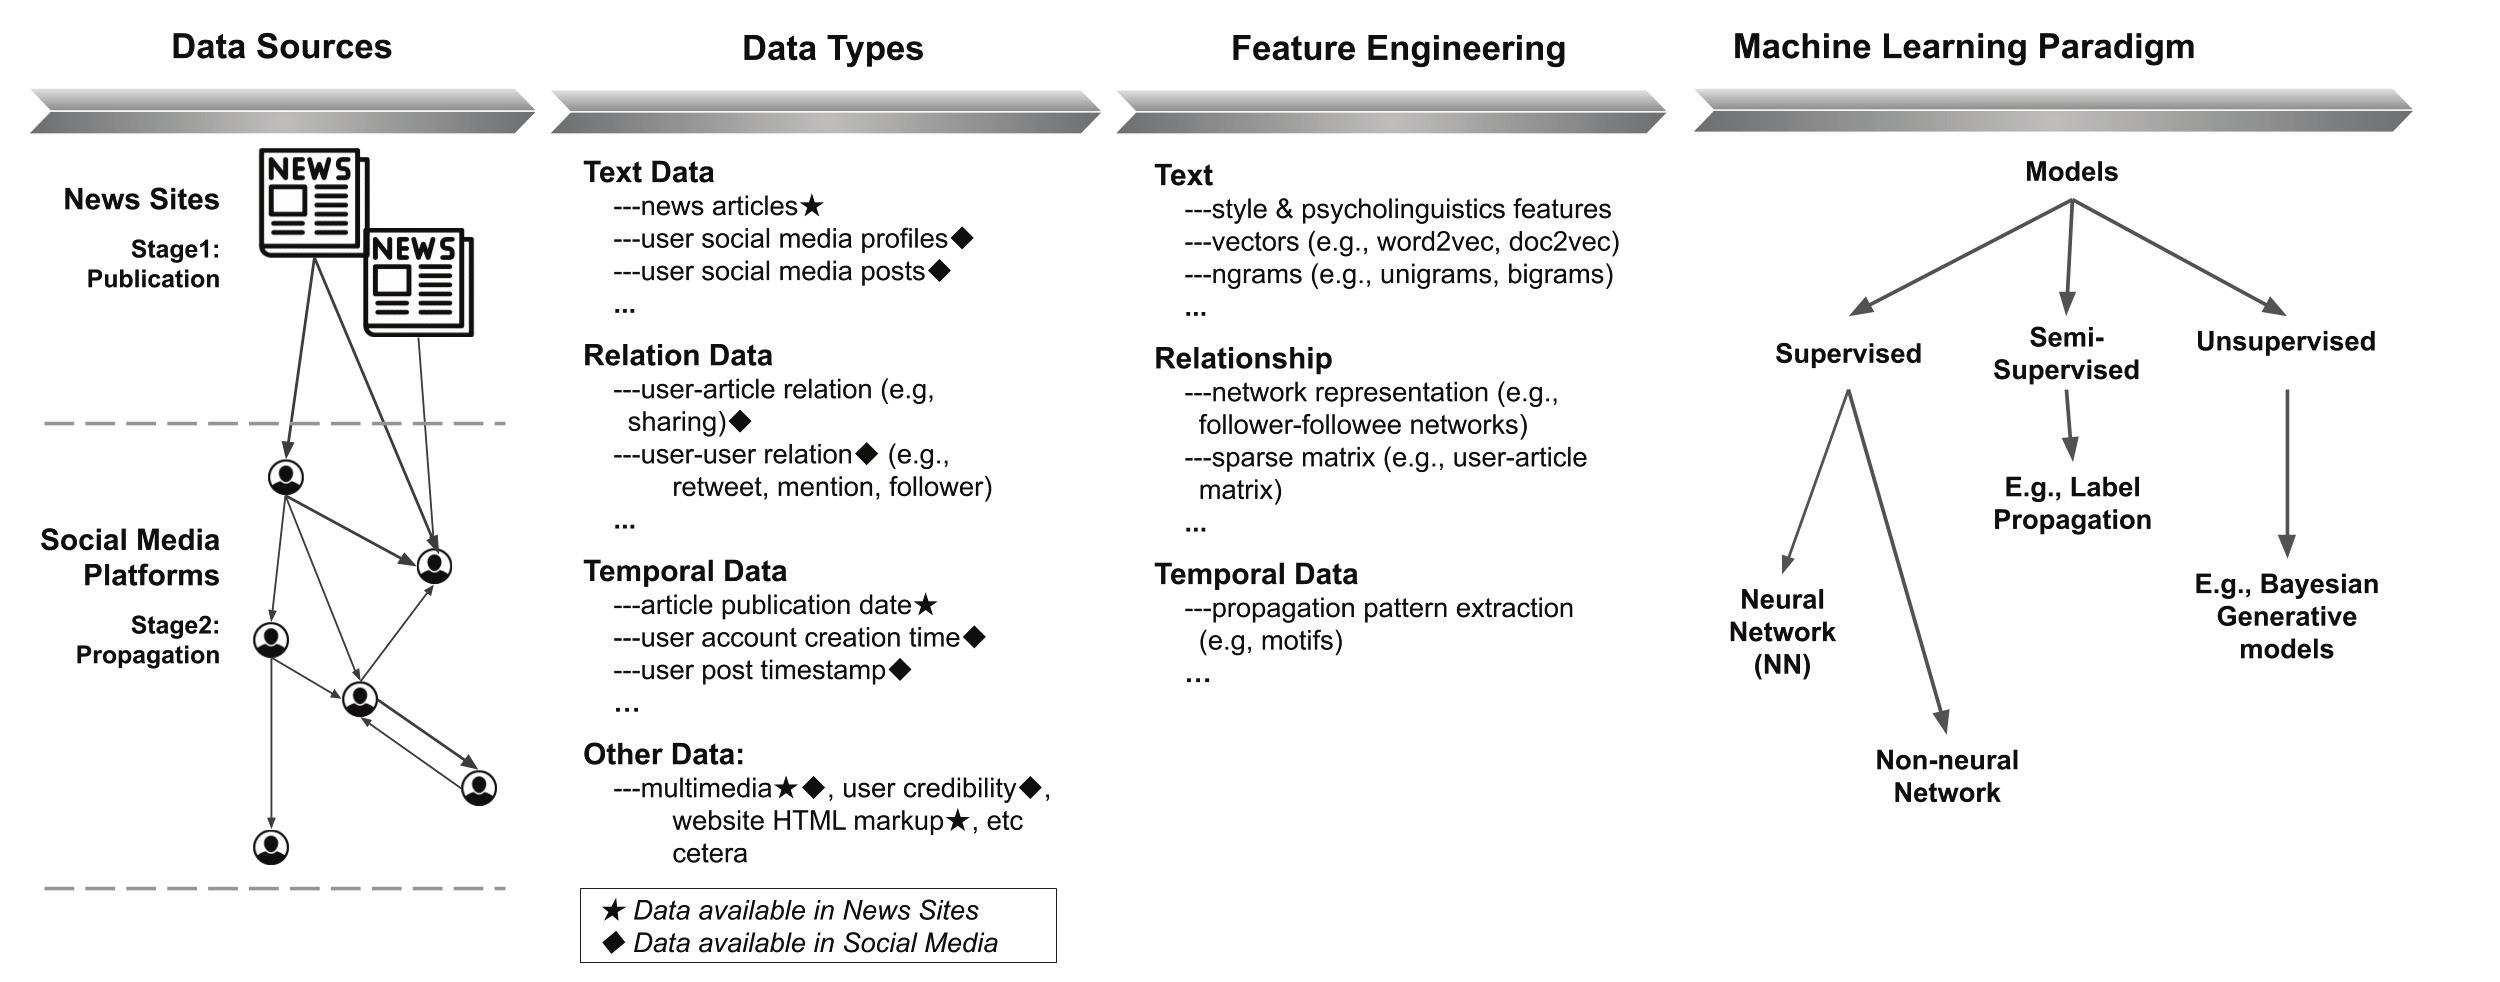 Data Sources
NEWS
NEWS
News Sites
Stage1:
Publication
Social Media
Platforms
Stage2:
Propagation
Data Types
Text Data
---news articles★
---user social media profiles◆
---user social media posts◆
...
Relation Data
---user-article relation (e.g,
sharing)◆
---user-user relation◆ (e.g.,
retweet, mention, follower)
...
Temporal Data
---article publication date★
---user account creation time◆
---user post timestamp◆
...
Other Data:
---multimedia★◆, user credibility◆,
website HTML markup★, etc
cetera
★ Data available in News Sites
◆ Data available in Social Media
Feature Engineering
Text
---style & psycholinguistics features
---vectors (e.g., word2vec, doc2vec)
---ngrams (e.g., unigrams, bigrams)
...
Relationship
---network representation (e.g.,
follower-followee networks)
---sparse matrix (e.g., user-article
matrix)
...
Temporal Data
---propagation pattern extraction
(e.g, motifs)
...
Machine Learning Paradigm
Models
Supervised
Semi-
Supervised
Unsupervised
Neural
Network
(NN)
Non-neural
Network
E.g., Label
Propagation
E.g., Bayesian
Generative
models